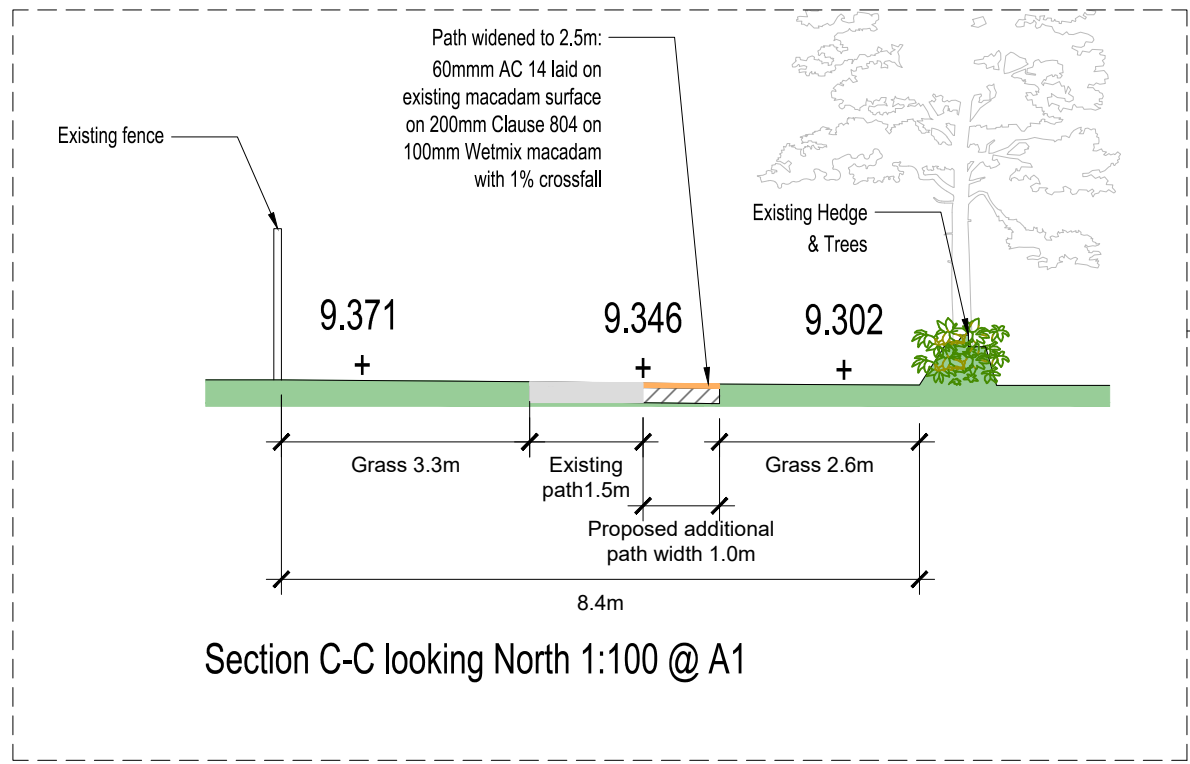 Path widened to 2.5m:
60mmm AC 14 laid on
existing macadam surface
on 200mm Clause 804 on
100mm Wetmix macadam
with 1% crossfall
Existing fence
Existing Hedge
& Trees
9.371
9.346
9.302
Grass 3.3m
Existing
path1.5m
Grass 2.6m
Proposed additional
path width 1.0m
8.4m
Section C-C looking North 1:100 @ A1